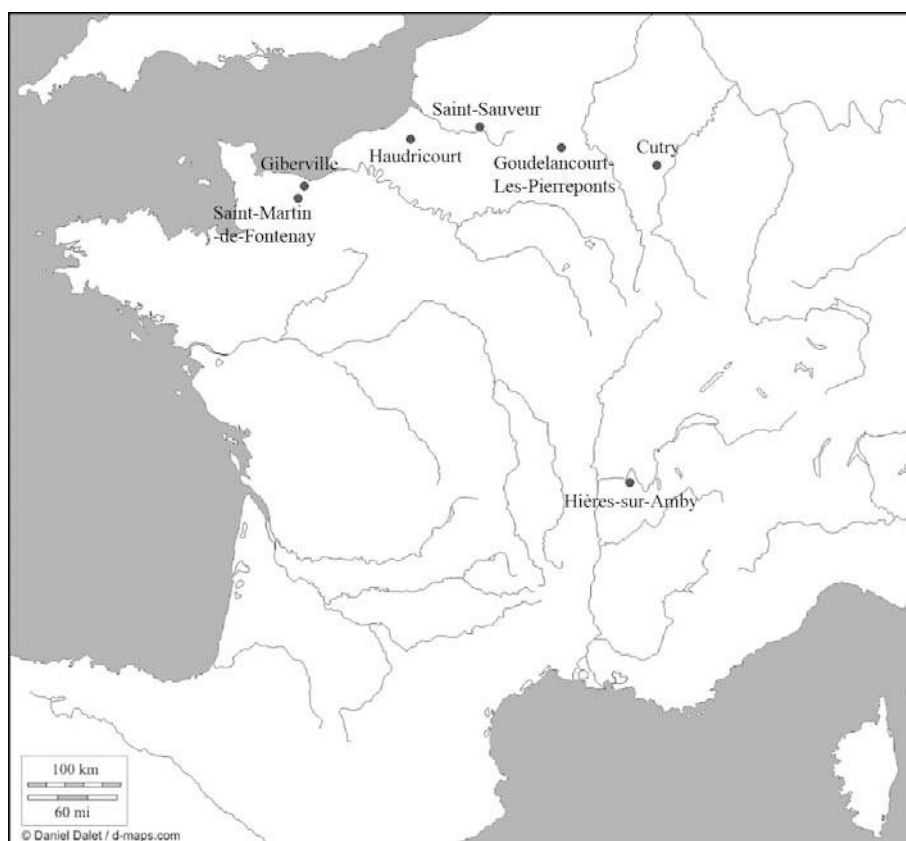 Saint-Sauveur
Haudricourt
Giberville
Saint-Martin
-de-Fontenay
Goudelancourt-
Les-Pierreponts
Cutry
Hières-sur-Amby
100 km
60 mi
© Daniel Dalet / d-maps.com